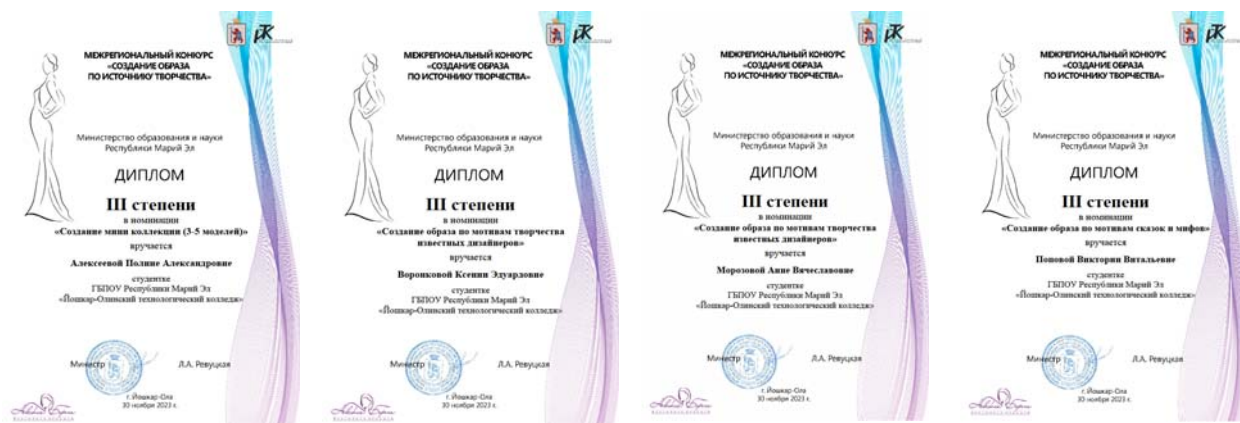 МЕЖРЕГИОНАЛЬНЫЙ КОНКУРС
«СОЗДАНИЕ ОБРАЗА
ПО ИСТОЧНИКУ ТВОРЧЕСТВА»
Министерство образования и науки
Республики Марий Эл
ДИПЛОМ
III степени
в номинации
«Создание мини коллекции (3-5 моделей)»
вручается
Алексеевой Полине Александровне
студентке
ГБПОУ Республики Марий Эл
«Йошкар-Олинский технологический колледж»
Министр Л.А. Ревуцкая
г. Йошкар-Ола
30 ноября 2023 г.
МЕЖРЕГИОНАЛЬНЫЙ КОНКУРС
«СОЗДАНИЕ ОБРАЗА
ПО ИСТОЧНИКУ ТВОРЧЕСТВА»
Министерство образования и науки
Республики Марий Эл
ДИПЛОМ
III степени
в номинации
«Создание образа по мотивам творчества
известных дизайнеров»
вручается
Воронковой Ксении Эдуардовне
студентке
ГБПОУ Республики Марий Эл
«Йошкар-Олинский технологический колледж»
Министр Л.А. Ревуцкая
г. Йошкар-Ола
30 ноября 2023 г.
МЕЖРЕГИОНАЛЬНЫЙ КОНКУРС
«СОЗДАНИЕ ОБРАЗА
ПО ИСТОЧНИКУ ТВОРЧЕСТВА»
Министерство образования и науки
Республики Марий Эл
ДИПЛОМ
III степени
в номинации
«Создание образа по мотивам творчества
известных дизайнеров»
вручается
Морозовой Анне Вячеславовне
студентке
ГБПОУ Республики Марий Эл
«Йошкар-Олинский технологический колледж»
Министр Л.А. Ревуцкая
г. Йошкар-Ола
30 ноября 2023 г.
МЕЖРЕГИОНАЛЬНЫЙ КОНКУРС
«СОЗДАНИЕ ОБРАЗА
ПО ИСТОЧНИКУ ТВОРЧЕСТВА»
Министерство образования и науки
Республики Марий Эл
ДИПЛОМ
III степени
в номинации
«Создание образа по мотивам сказок и мифов»
вручается
Поповой Виктории Витальевне
студентке
ГБПОУ Республики Марий Эл
«Йошкар-Олинский технологический колледж»
Министр Л.А. Ревуцкая
г. Йошкар-Ола
30 ноября 2023 г.